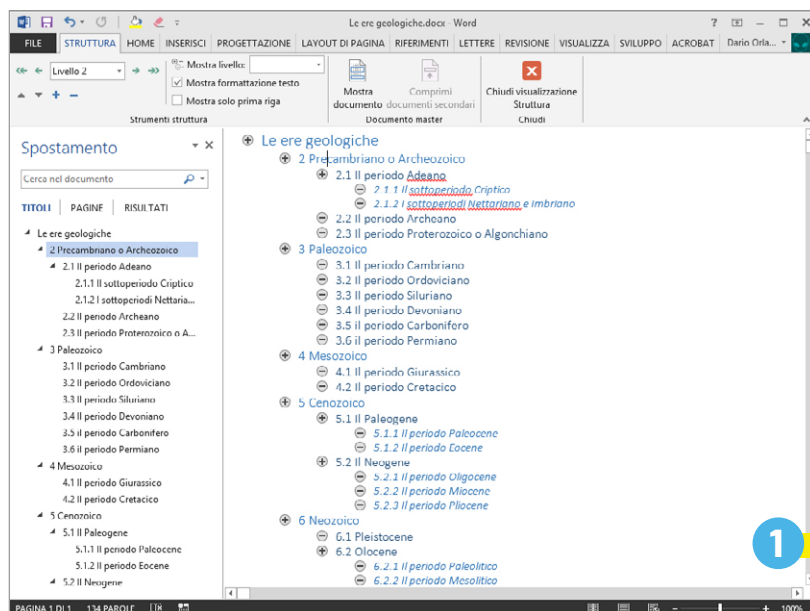 Le ere geologiche.docx - Word
FILE STRUTTURA HOME INSERISCI PROGETTAZIONE LAYOUT DI PAGINA RIFERIMENTI LETTERE REVISIONE VISUALIZZA SVILUPPO ACROBAT Dario Orla...
Livello 2
Mostra livello:
Mostra formattazione testo
Mostra solo prima riga
Strumenti struttura
Mostra documento
Comprimi documenti secondari
Documento master
Chiudi visualizzazione Struttura
Chiudi
Spostamento
Cerca nel documento
TITOLI PAGINE RISULTATI
Le ere geologiche
2 Precambriano o Archeozoico
2.1 Il periodo Adeano
2.1.1 Il sottoperiodo Criptico
2.1.2 I sottoperiodi Nettaria...
2.2 Il periodo Archeano
2.3 Il periodo Proterozoico o A...
3 Paleozoico
3.1 Il periodo Cambriano
3.2 Il periodo Ordoviciano
3.3 Il periodo Siluriano
3.4 Il periodo Devoniano
3.5 il periodo Carbonifero
3.6 il periodo Permiano
4 Mesozoico
4.1 Il periodo Giurassico
4.2 Il periodo Cretacico
5 Cenozoico
5.1 Il Paleogene
5.1.1 Il periodo Paleocene
5.1.2 Il periodo Eocene
5.2 Il Neogene
Le ere geologiche
2 Precambriano o Archeozoico
2.1 Il periodo Adeano
2.1.1 Il sottoperiodo Criptico
2.1.2 I sottoperiodi Nettariano e Imbriano
2.2 Il periodo Archeano
2.3 Il periodo Proterozoico o Algonchiano
3 Paleozoico
3.1 Il periodo Cambriano
3.2 Il periodo Ordoviciano
3.3 Il periodo Siluriano
3.4 Il periodo Devoniano
3.5 il periodo Carbonifero
3.6 il periodo Permiano
4 Mesozoico
4.1 Il periodo Giurassico
4.2 Il periodo Cretacico
5 Cenozoico
5.1 Il Paleogene
5.1.1 Il periodo Paleocene
5.1.2 Il periodo Eocene
5.2 Il Neogene
5.2.1 Il periodo Oligocene
5.2.2 Il periodo Miocene
5.2.3 Il periodo Pliocene
6 Neozoico
6.1 Pleistocene
6.2 Olocene
6.2.1 Il periodo Paleolitico
6.2.2 Il periodo Mesolitico
1
PAGINA 1 DI 1 134 PAROLE
100%